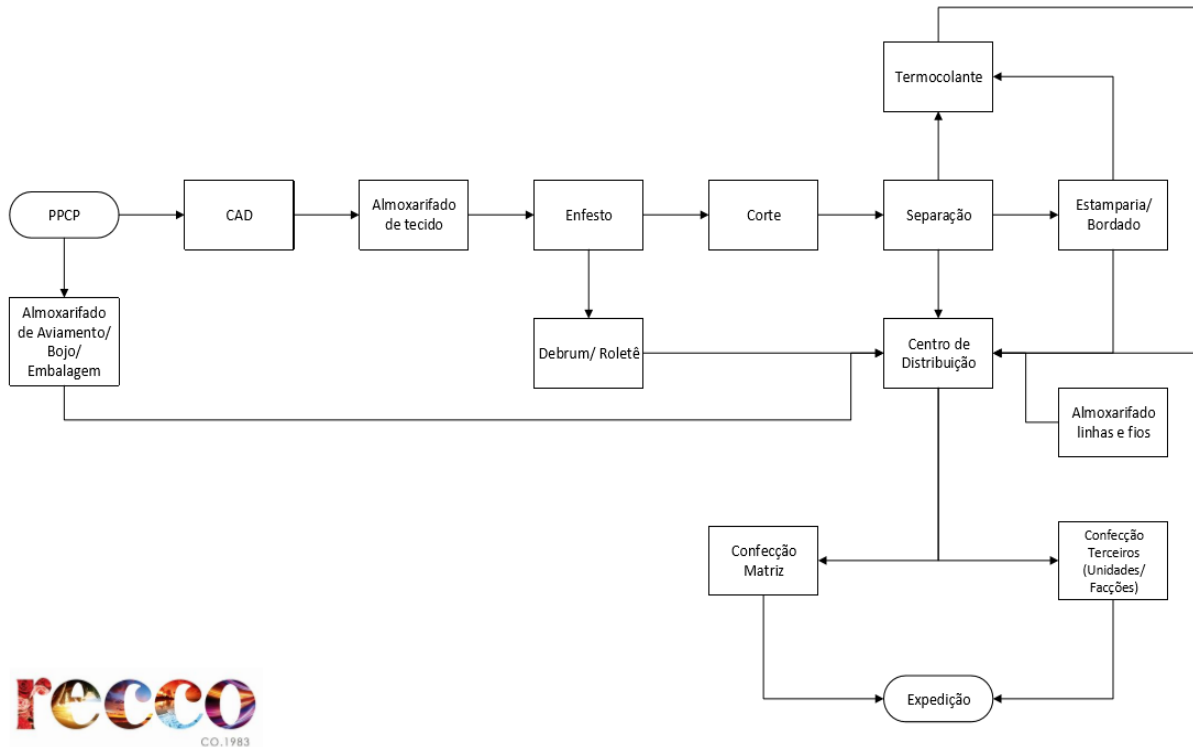 Termocolante
PPCP
CAD
Almoxarifado
de tecido
Enfesto
Corte
Separação
Estamparia/
Bordado
Almoxarifado
de Aviamento/
Bojo/
Embalagem
Debrum/ Roletê
Centro de
Distribuição
Almoxarifado
linhas e fios
Confecção
Matriz
Confecção
Terceiros
(Unidades/
Facções)
Expedição
recco
CO.1983